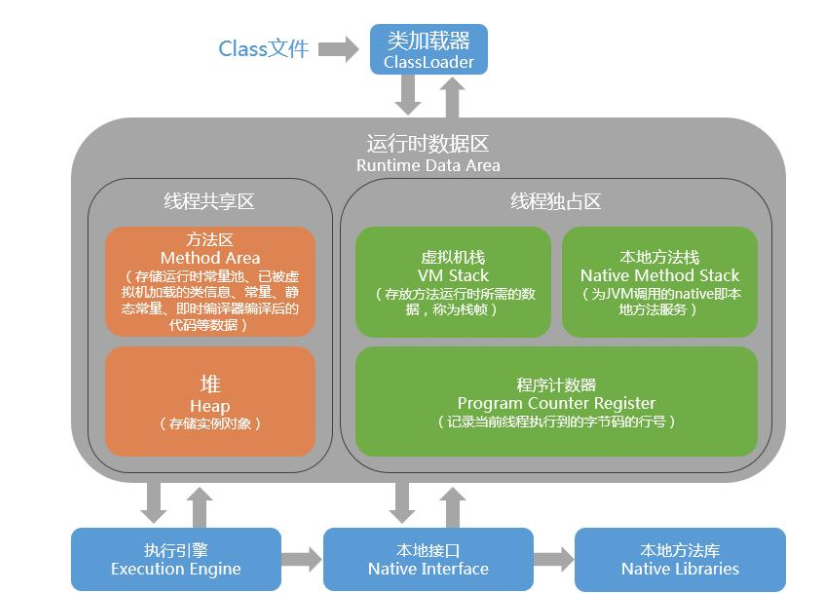 Class文件
类加载器
ClassLoader
运行时数据区
Runtime Data Area
线程共享区
方法区
Method Area
（存储运行时常量池、已被虚
拟机加载的类信息、常量、静
态常量、即时编译器编译后的
代码等数据）
堆
Heap
（存储实例对象）
线程独占区
虚拟机栈
VM Stack
（存放方法运行时所需的数
据，称为栈帧）
本地方法栈
Native Method Stack
（为JVM调用的native即本
地方法服务）
程序计数器
Program Counter Register
（记录当前线程执行到的字节码的行号）
执行引擎
Execution Engine
本地接口
Native Interface
本地方法库
Native Libraries